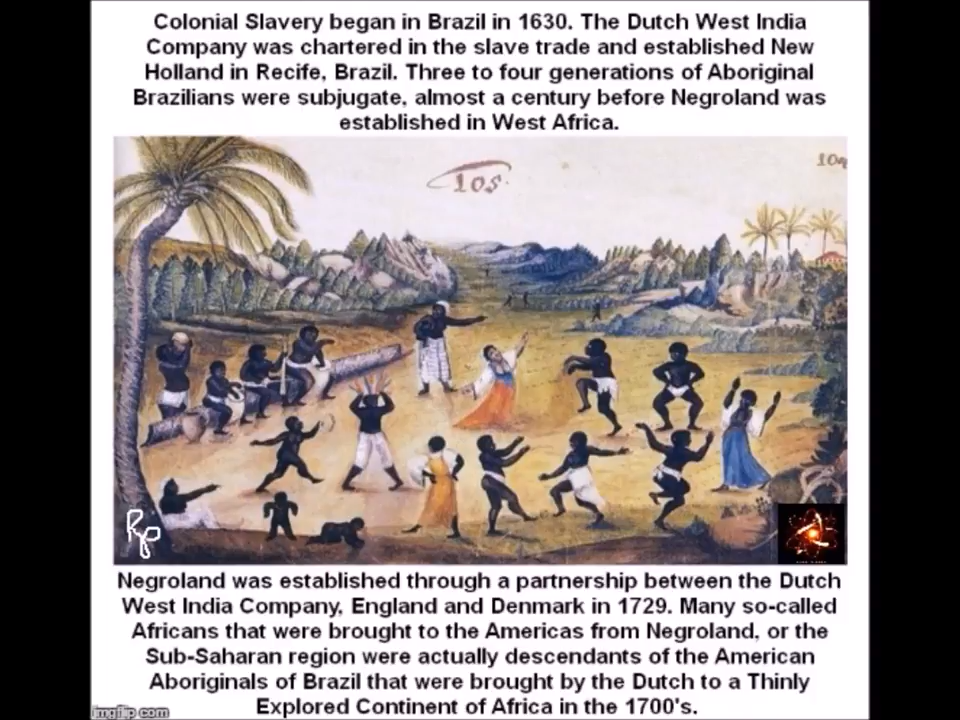 Colonial Slavery began in Brazil in 1630. The Dutch West India
Company was chartered in the slave trade and established New
Holland in Recife, Brazil. Three to four generations of Aboriginal
Brazilians were subjugate, almost a century before Negroland was
established in West Africa.
105.
RP
Negroland was established through a partnership between the Dutch
West India Company, England and Denmark in 1729. Many so-called
Africans that were brought to the Americas from Negroland, or the
Sub-Saharan region were actually descendants of the American
Aboriginals of Brazil that were brought by the Dutch to a Thinly
Explored Continent of Africa in the 1700's.
imgflip.com